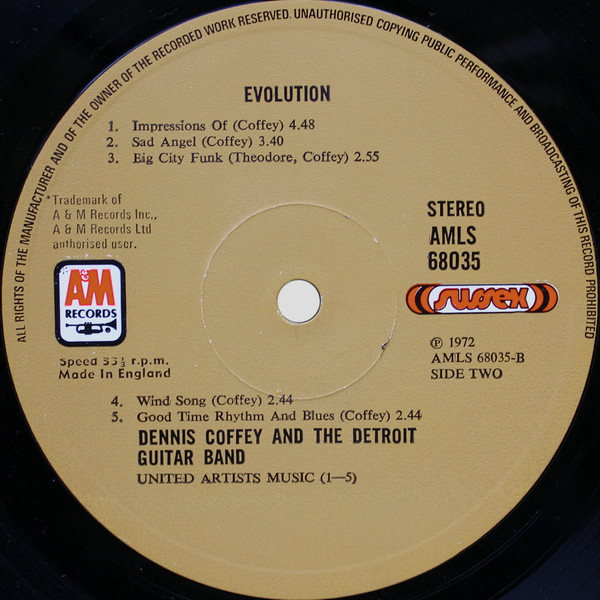 ALL RIGHTS OF THE MANUFACTURER AND OF THE OWNER OF THE RECORDED WORK RESERVED. UNAUTHORISED COPYING PUBLIC PERFORMANCE AND BROADCASTING OF THIS RECORD PROHIBITED
EVOLUTION
1. Impressions Of (Coffey) 4.48
2. Sad Angel (Coffey) 3.40
3. Big City Funk (Theodore, Coffey) 2.55
*Trademark of
A & M Records Inc.,
A & M Records Ltd
authorised user.
A&M
RECORDS
Speed 33⅓ r.p.m.
Made In England
STEREO
AMLS
68035
sussex
℗ 1972
AMLS 68035-B
SIDE TWO
4. Wind Song (Coffey) 2.44
5. Good Time Rhythm And Blues (Coffey) 2.44
DENNIS COFFEY AND THE DETROIT
GUITAR BAND
UNITED ARTISTS MUSIC (1—5)